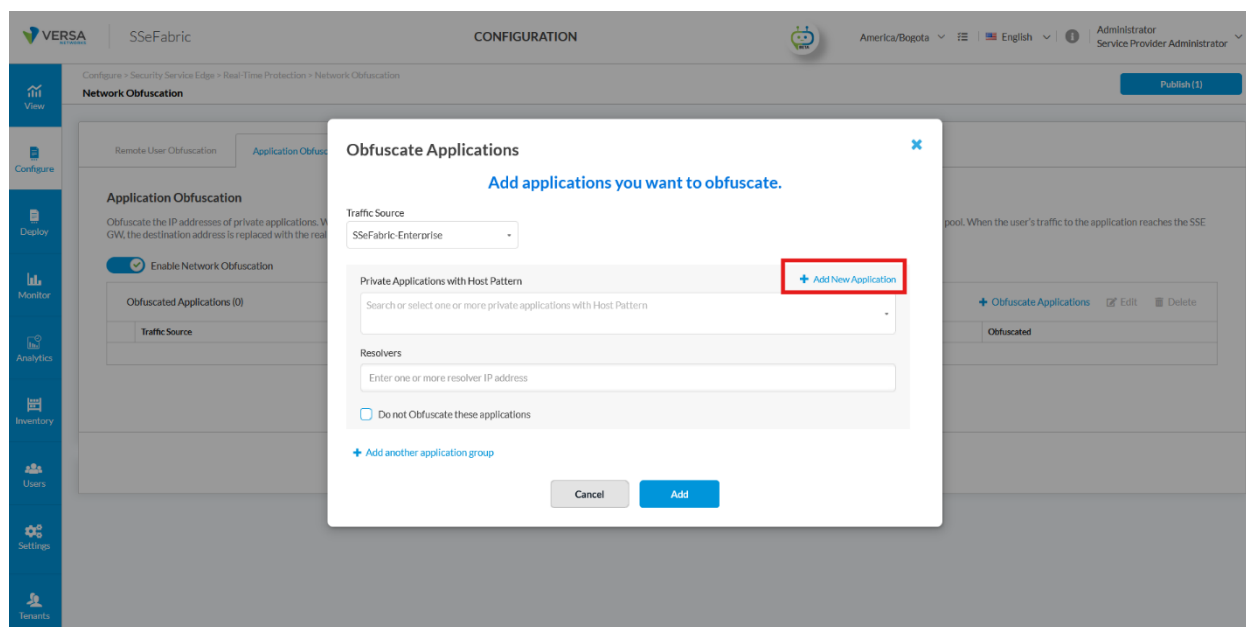 VERSA
NETWORKS
SSeFabric
CONFIGURATION
America/Bogota
English
Administrator
Service Provider Administrator
Configure > Security Service Edge > Real-Time Protection > Network Obfuscation
Network Obfuscation
Publish (1)
View
Configure
Deploy
Monitor
Analytics
Inventory
Users
Settings
Tenants
Remote User Obfuscation
Application Obfusc
Application Obfuscation
Obfuscate the IP addresses of private applications. W
pool. When the user's traffic to the application reaches the SSE
GW, the destination address is replaced with the real
Enable Network Obfuscation
Obfuscated Applications (0)
+ Obfuscate Applications
Edit
Delete
Traffic Source
Obfuscated
Obfuscate Applications
Add applications you want to obfuscate.
Traffic Source
SSeFabric-Enterprise
Private Applications with Host Pattern
+ Add New Application
Search or select one or more private applications with Host Pattern
Resolvers
Enter one or more resolver IP address
Do not Obfuscate these applications
+ Add another application group
Cancel
Add